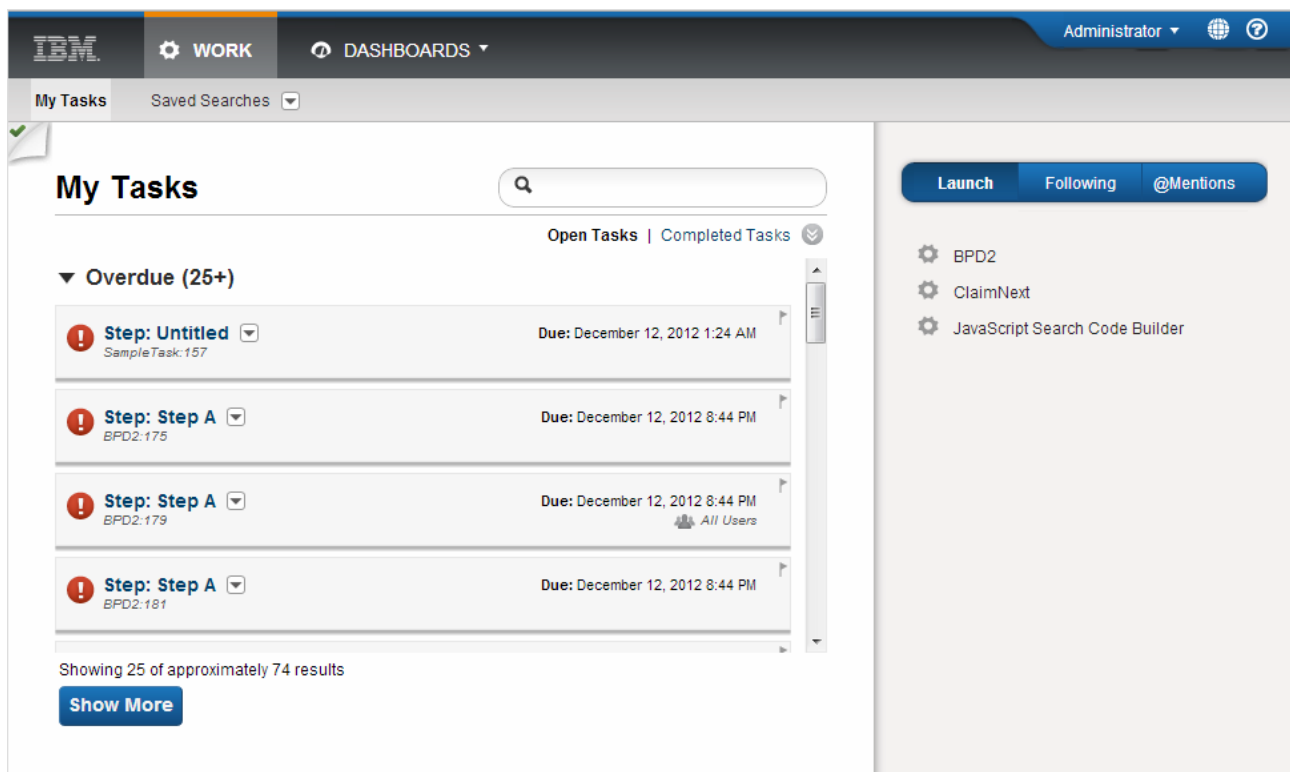 IBM.
WORK
DASHBOARDS
Administrator
My Tasks
Saved Searches
My Tasks
Open Tasks | Completed Tasks
Overdue (25+)
Step: Untitled
SampleTask:157
Due: December 12, 2012 1:24 AM
Step: Step A
BPD2:175
Due: December 12, 2012 8:44 PM
Step: Step A
BPD2:179
Due: December 12, 2012 8:44 PM
All Users
Step: Step A
BPD2:181
Due: December 12, 2012 8:44 PM
Showing 25 of approximately 74 results
Show More
Launch
Following
@Mentions
BPD2
ClaimNext
JavaScript Search Code Builder